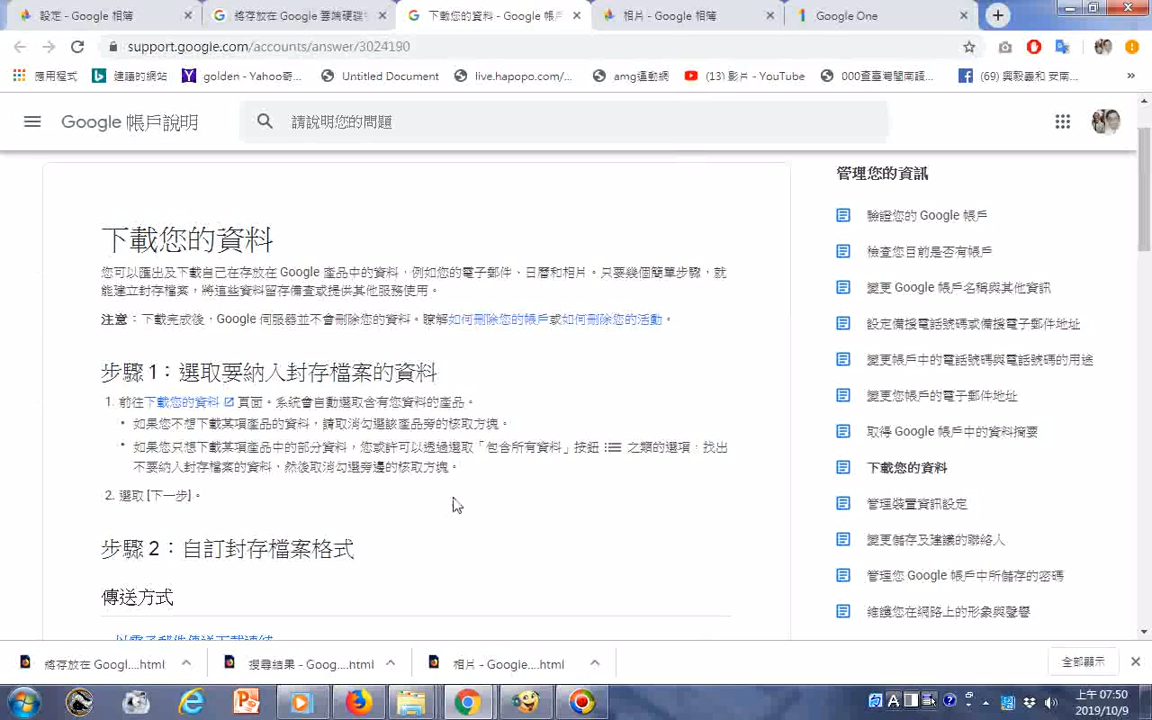 設定 - Google 相簿
將存放在 Google 雲端硬碟
下載您的資料 - Google 帳戶
相片 - Google 相簿
Google One
support.google.com/accounts/answer/3024190
應用程式
建議的網站
golden - Yahoo奇...
Untitled Document
live.hapopo.com/...
amg運動網
(13) 影片 - YouTube
000查臺灣閩南語...
(69) 興穀壽和 安南...
»
Google 帳戶說明
請說明您的問題
下載您的資料
您可以匯出及下載自己在存放在 Google 產品中的資料，例如您的電子郵件、日曆和相片。只要幾個簡單步驟，就
能建立封存檔案，將這些資料留存備查或提供其他服務使用。
注意：下載完成後，Google 伺服器並不會刪除您的資料。瞭解如何刪除您的帳戶或如何刪除您的活動。
步驟 1：選取要納入封存檔案的資料
1. 前往下載您的資料 頁面。系統會自動選取含有您資料的產品。
• 如果您不想下載某項產品的資料，請取消勾選該產品旁的核取方塊。
• 如果您只想下載某項產品中的部分資料，您或許可以透過選取「包含所有資料」按鈕 之類的選項，找出
不要納入封存檔案的資料，然後取消勾選旁邊的核取方塊。
2. 選取 [下一步]。
步驟 2：自訂封存檔案格式
傳送方式
以電子郵件傳送下載連結
管理您的資訊
驗證您的 Google 帳戶
檢查您目前是否有帳戶
變更 Google 帳戶名稱與其他資訊
設定備援電話號碼或備援電子郵件地址
變更帳戶中的電話號碼與電話號碼的用途
變更您帳戶的電子郵件地址
取得 Google 帳戶中的資料摘要
下載您的資料
管理裝置資訊設定
變更儲存及建議的聯絡人
管理您 Google 帳戶中所儲存的密碼
維護您在網路上的形象與聲譽
將存放在 Googl....html
搜尋結果 - Goog....html
相片 - Google....html
全部顯示
上午 07:50
2019/10/9